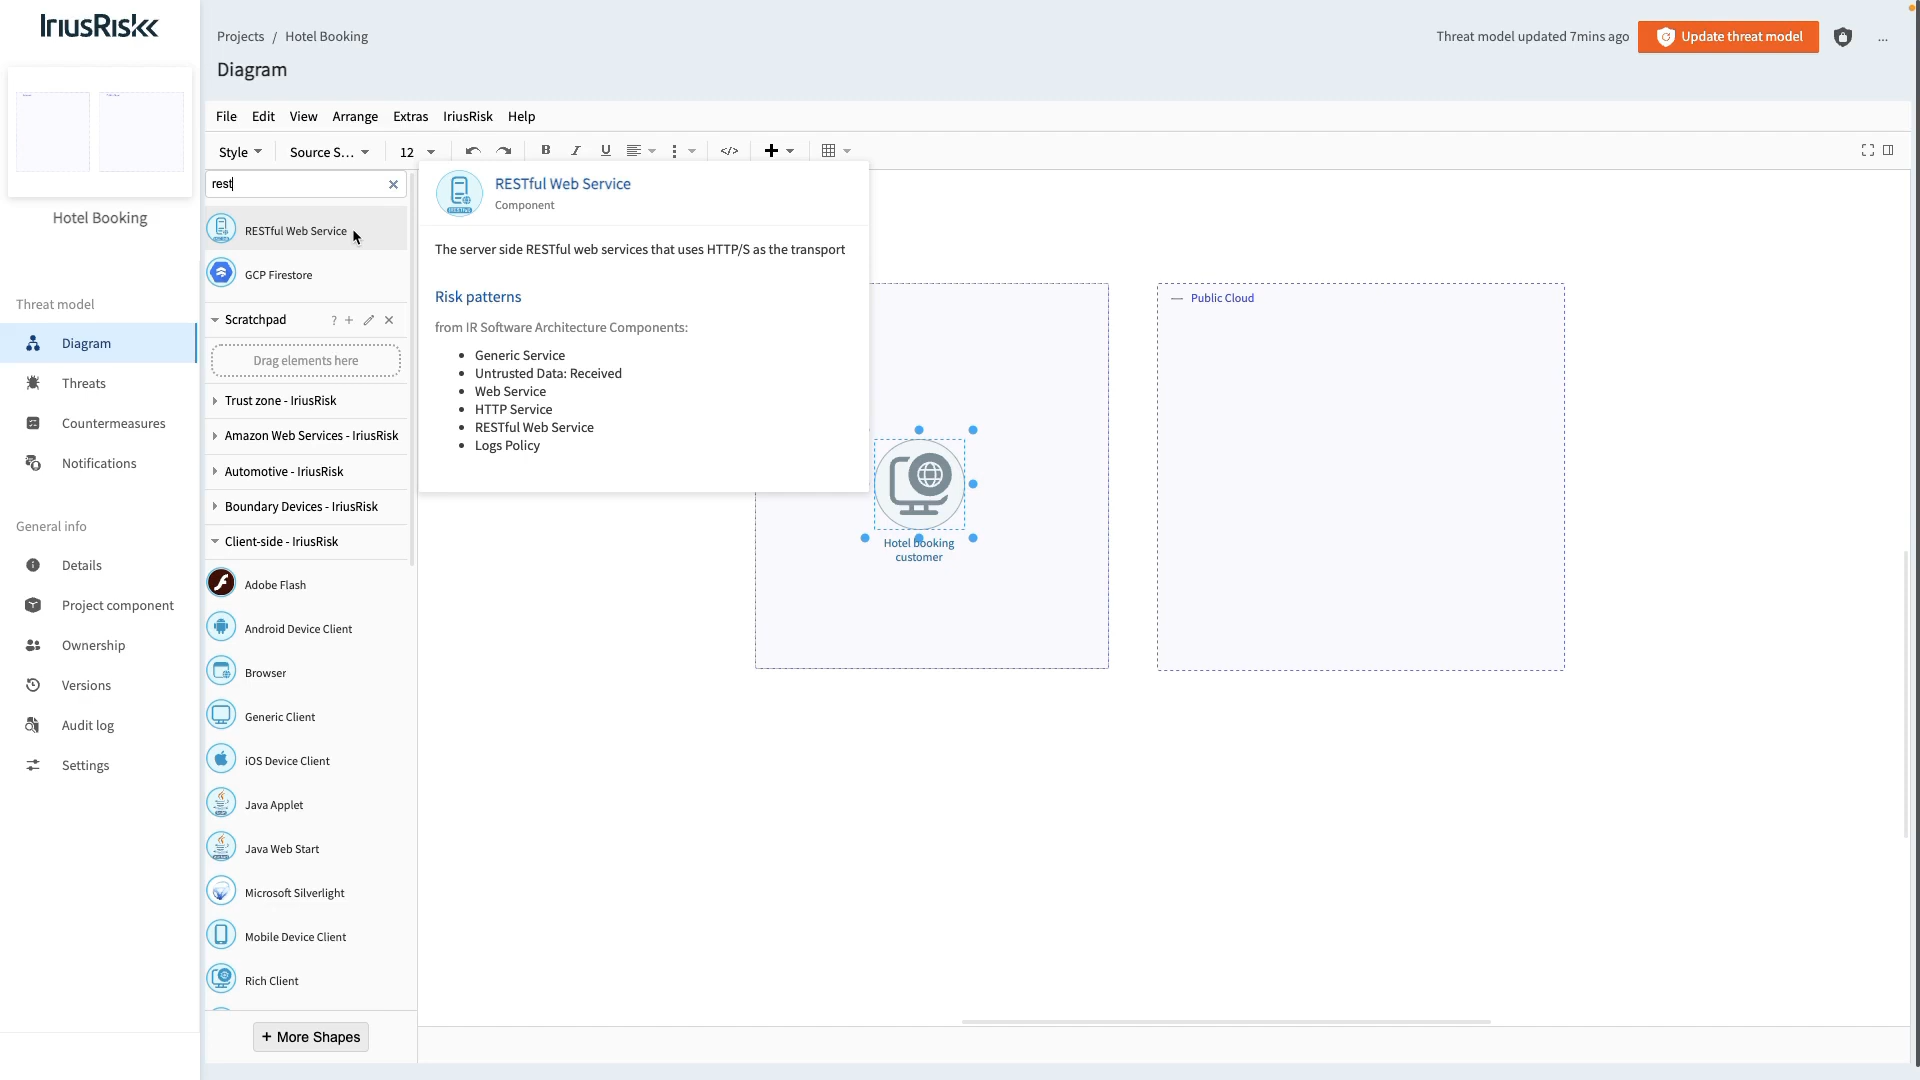 IriusRisk
Projects / Hotel Booking
Threat model updated 7mins ago
Update threat model
...
Diagram
File Edit View Arrange Extras IriusRisk Help
Style Source S... 12 B I U </>
rest
RESTful Web Service
GCP Firestore
Scratchpad ?
Drag elements here
Trust zone - IriusRisk
Amazon Web Services - IriusRisk
Automotive - IriusRisk
Boundary Devices - IriusRisk
Client-side - IriusRisk
Adobe Flash
Android Device Client
Browser
Generic Client
iOS Device Client
Java Applet
Java Web Start
Microsoft Silverlight
Mobile Device Client
Rich Client
+ More Shapes
Hotel Booking
Threat model
Diagram
Threats
Countermeasures
Notifications
General info
Details
Project component
Ownership
Versions
Audit log
Settings
RESTful Web Service
Component
The server side RESTful web services that uses HTTP/S as the transport
Risk patterns
from IR Software Architecture Components:
• Generic Service
• Untrusted Data: Received
• Web Service
• HTTP Service
• RESTful Web Service
• Logs Policy
Hotel booking
customer
Public Cloud